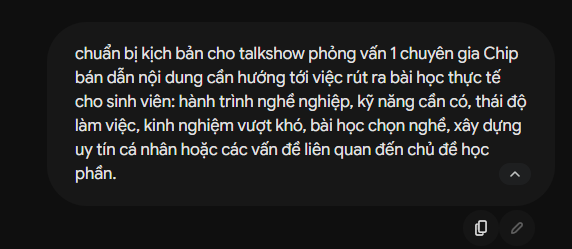 chuẩn bị kịch bản cho talkshow phỏng vấn 1 chuyên gia Chip
bán dẫn nội dung cần hướng tới việc rút ra bài học thực tế
cho sinh viên: hành trình nghề nghiệp, kỹ năng cần có, thái độ
làm việc, kinh nghiệm vượt khó, bài học chọn nghề, xây dựng
uy tín cá nhân hoặc các vấn đề liên quan đến chủ đề học
phần.